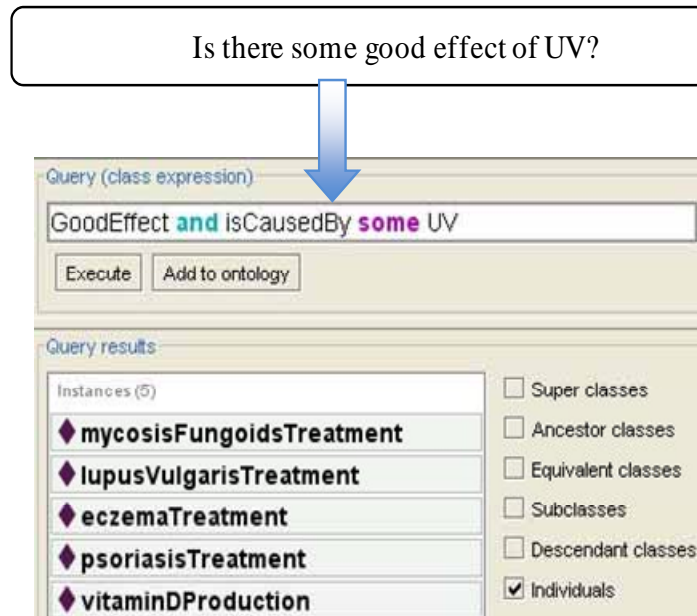 Is there some good effect of UV?
Query (class expression)
GoodEffect and isCausedBy some UV
Execute
Add to ontology
Query results
Instances (5)
mycosisFungoidsTreatment
lupusVulgarisTreatment
eczemaTreatment
psoriasisTreatment
vitaminDProduction
Super classes
Ancestor classes
Equivalent classes
Subclasses
Descendant classes
Individuals